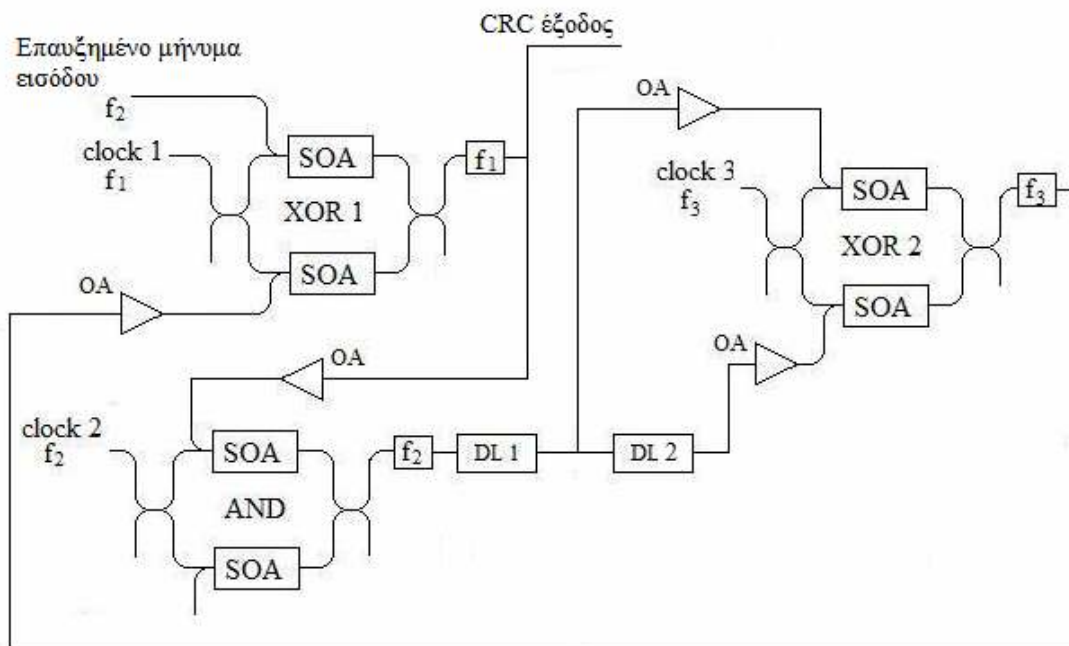 CRC έξοδος
Επαυξημένο μήνυμα
εισόδου
f₂
clock 1
f₁
SOA
XOR 1
SOA
f₁
OA
OA
clock 3
f₃
SOA
XOR 2
SOA
f₃
OA
OA
clock 2
f₂
SOA
AND
SOA
f₂
DL 1
DL 2